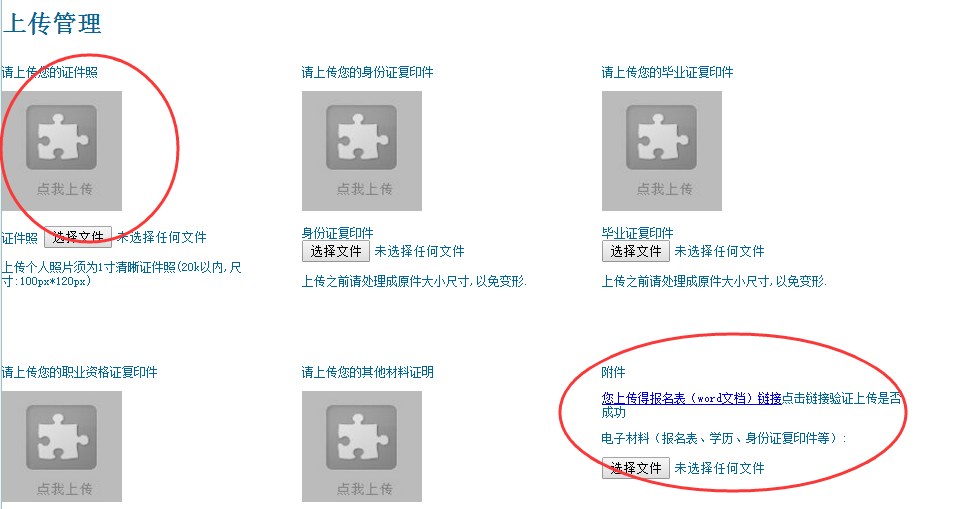 上传管理
请上传您的证件照
请上传您的身份证复印件
请上传您的毕业证复印件
点我上传
点我上传
点我上传
证件照 选择文件 未选择任何文件
上传个人照片须为1寸清晰证件照(20k以内,尺
寸:100px*120px)
身份证复印件
选择文件 未选择任何文件
上传之前请处理成原件大小尺寸,以免变形.
毕业证复印件
选择文件 未选择任何文件
上传之前请处理成原件大小尺寸,以免变形.
请上传您的职业资格证复印件
请上传您的其他材料证明
点我上传
点我上传
附件
您上传得报名表（word文档）链接点击链接验证上传是否
成功
电子材料（报名表、学历、身份证复印件等）:
选择文件 未选择任何文件